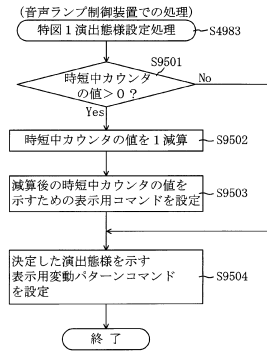 (音声ランプ制御装置での処理)
特図1演出態様設定処理
S4983
S9501
時短中カウンタ
の値>0?
No
Yes
時短中カウンタの値を1減算
S9502
減算後の時短中カウンタの値を
示すための表示用コマンドを設定
S9503
決定した演出態様を示す
表示用変動パターンコマンド
を設定
S9504
終了